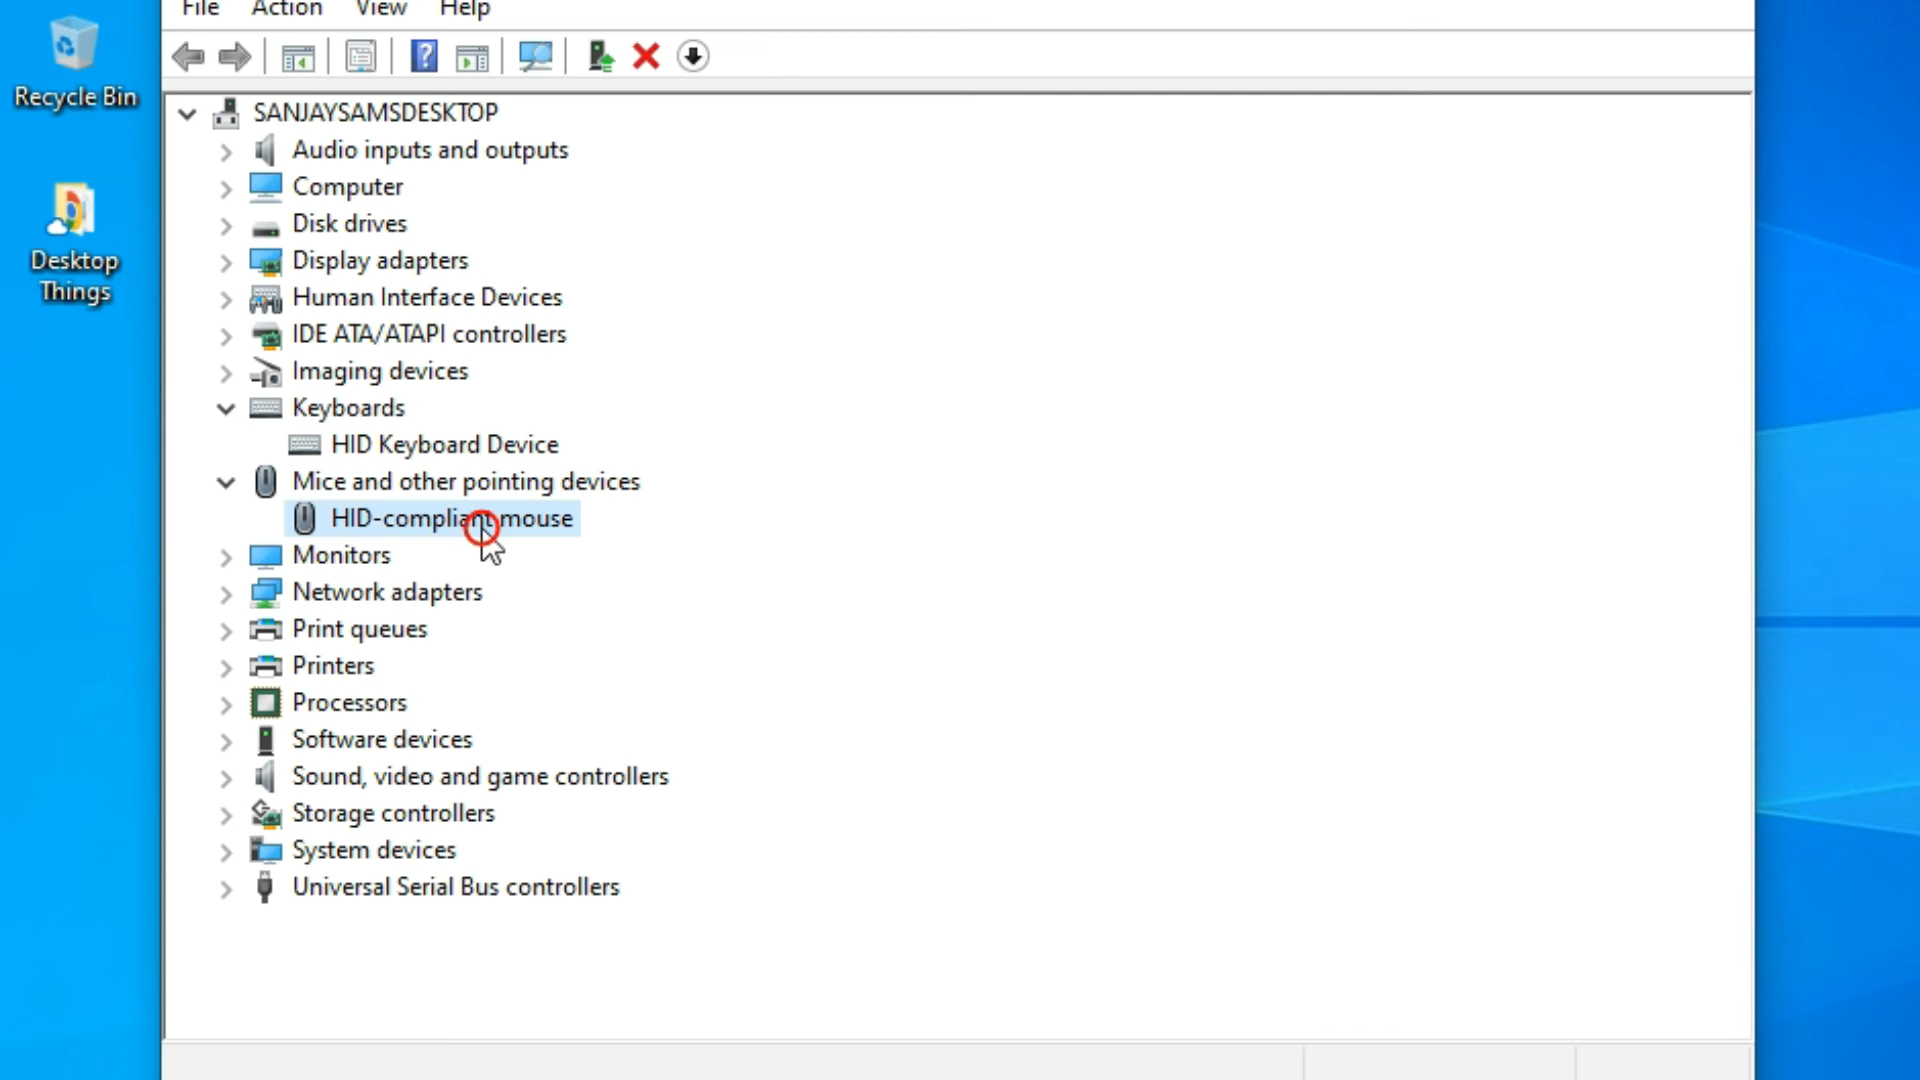 File Action View Help
Recycle Bin
Desktop
Things
SANJAYSAMSDESKTOP
Audio inputs and outputs
Computer
Disk drives
Display adapters
Human Interface Devices
IDE ATA/ATAPI controllers
Imaging devices
Keyboards
HID Keyboard Device
Mice and other pointing devices
HID-compliant mouse
Monitors
Network adapters
Print queues
Printers
Processors
Software devices
Sound, video and game controllers
Storage controllers
System devices
Universal Serial Bus controllers